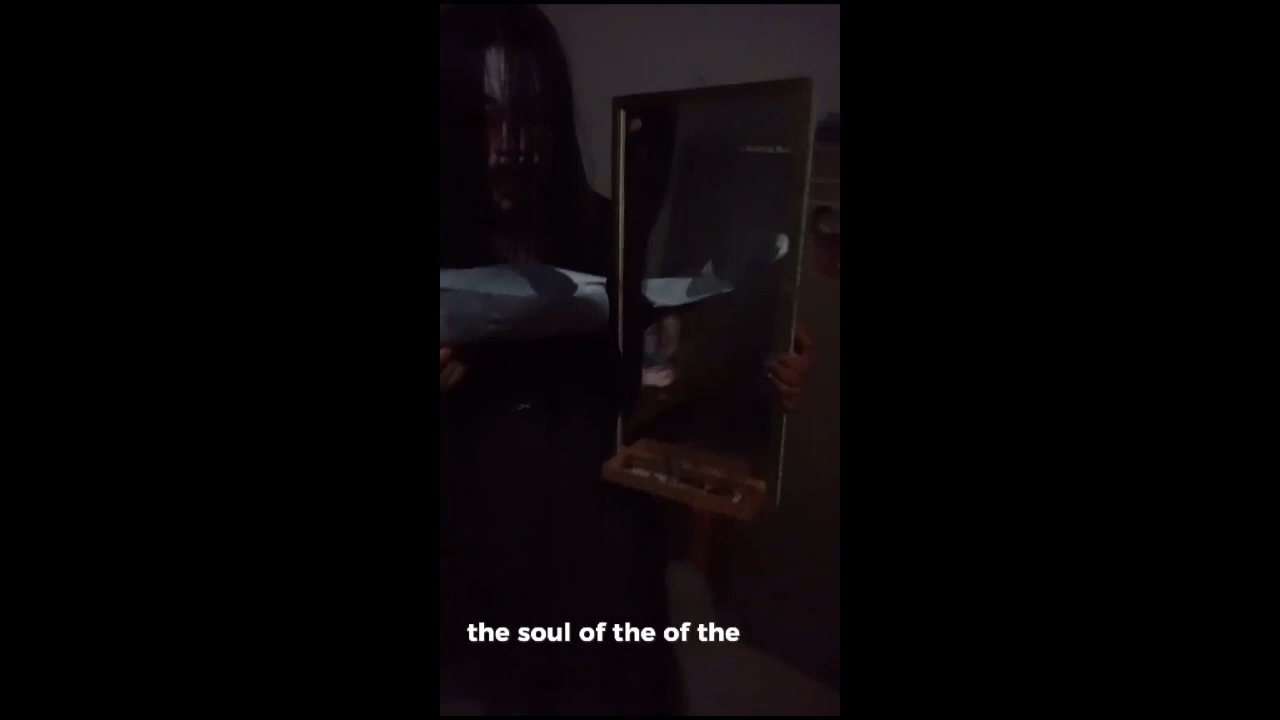 the soul of the of the